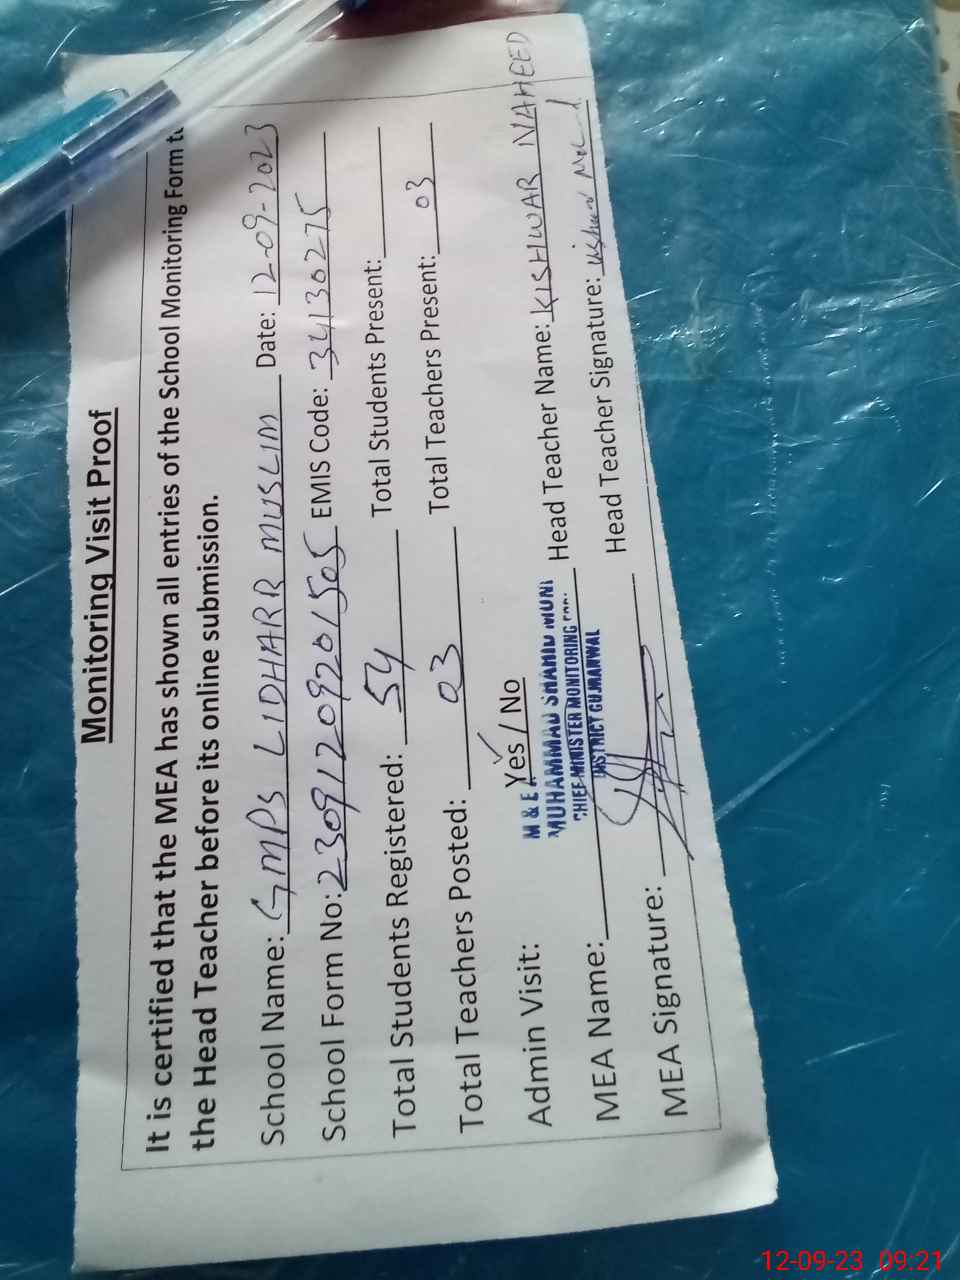 Monitoring Visit Proof
It is certified that the MEA has shown all entries of the School Monitoring Form to
the Head Teacher before its online submission.
School Name: GMPS LIDHARR MUSLIM Date: 12-09-2023
School Form No: 23091209201505 EMIS Code: 34130275
Total Students Registered: 54 Total Students Present:
Total Teachers Posted: 03 Total Teachers Present: 03
Admin Visit: Yes / No
M & E A
MUHAMMAD SHAHID MUNI
CHIEF MINISTER MONITORING
DISTRICT GUJRANWAL
MEA Name: Head Teacher Name: KISHWAR NAHEED
MEA Signature: Head Teacher Signature:
12-09-23 09:21